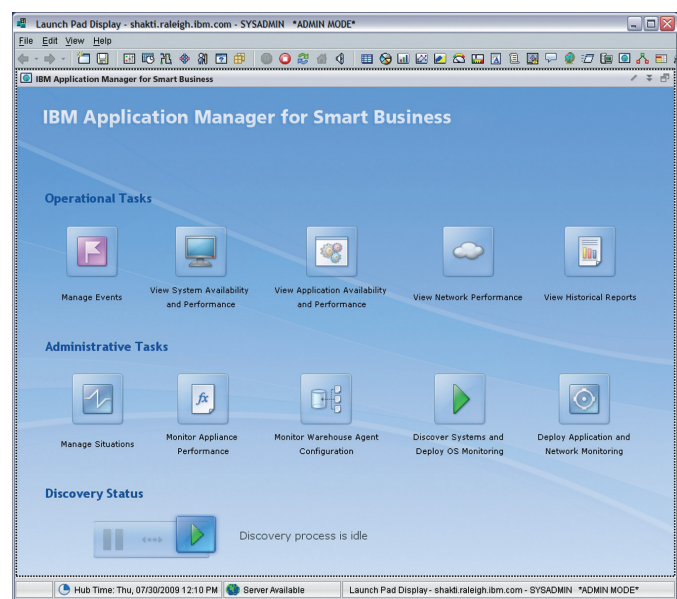 Launch Pad Display - shakti.raleigh.ibm.com - SYSADMIN *ADMIN MODE*
File Edit View Help
IBM Application Manager for Smart Business
IBM Application Manager for Smart Business
Operational Tasks
Manage Events
View System Availability
and Performance
View Application Availability
and Performance
View Network Performance
View Historical Reports
Administrative Tasks
fx
Manage Situations
Monitor Appliance
Performance
Monitor Warehouse Agent
Configuration
Discover Systems and
Deploy OS Monitoring
Deploy Application and
Network Monitoring
Discovery Status
Discovery process is idle
Hub Time: Thu, 07/30/2009 12:10 PM Server Available Launch Pad Display - shakti.raleigh.ibm.com - SYSADMIN *ADMIN MODE*